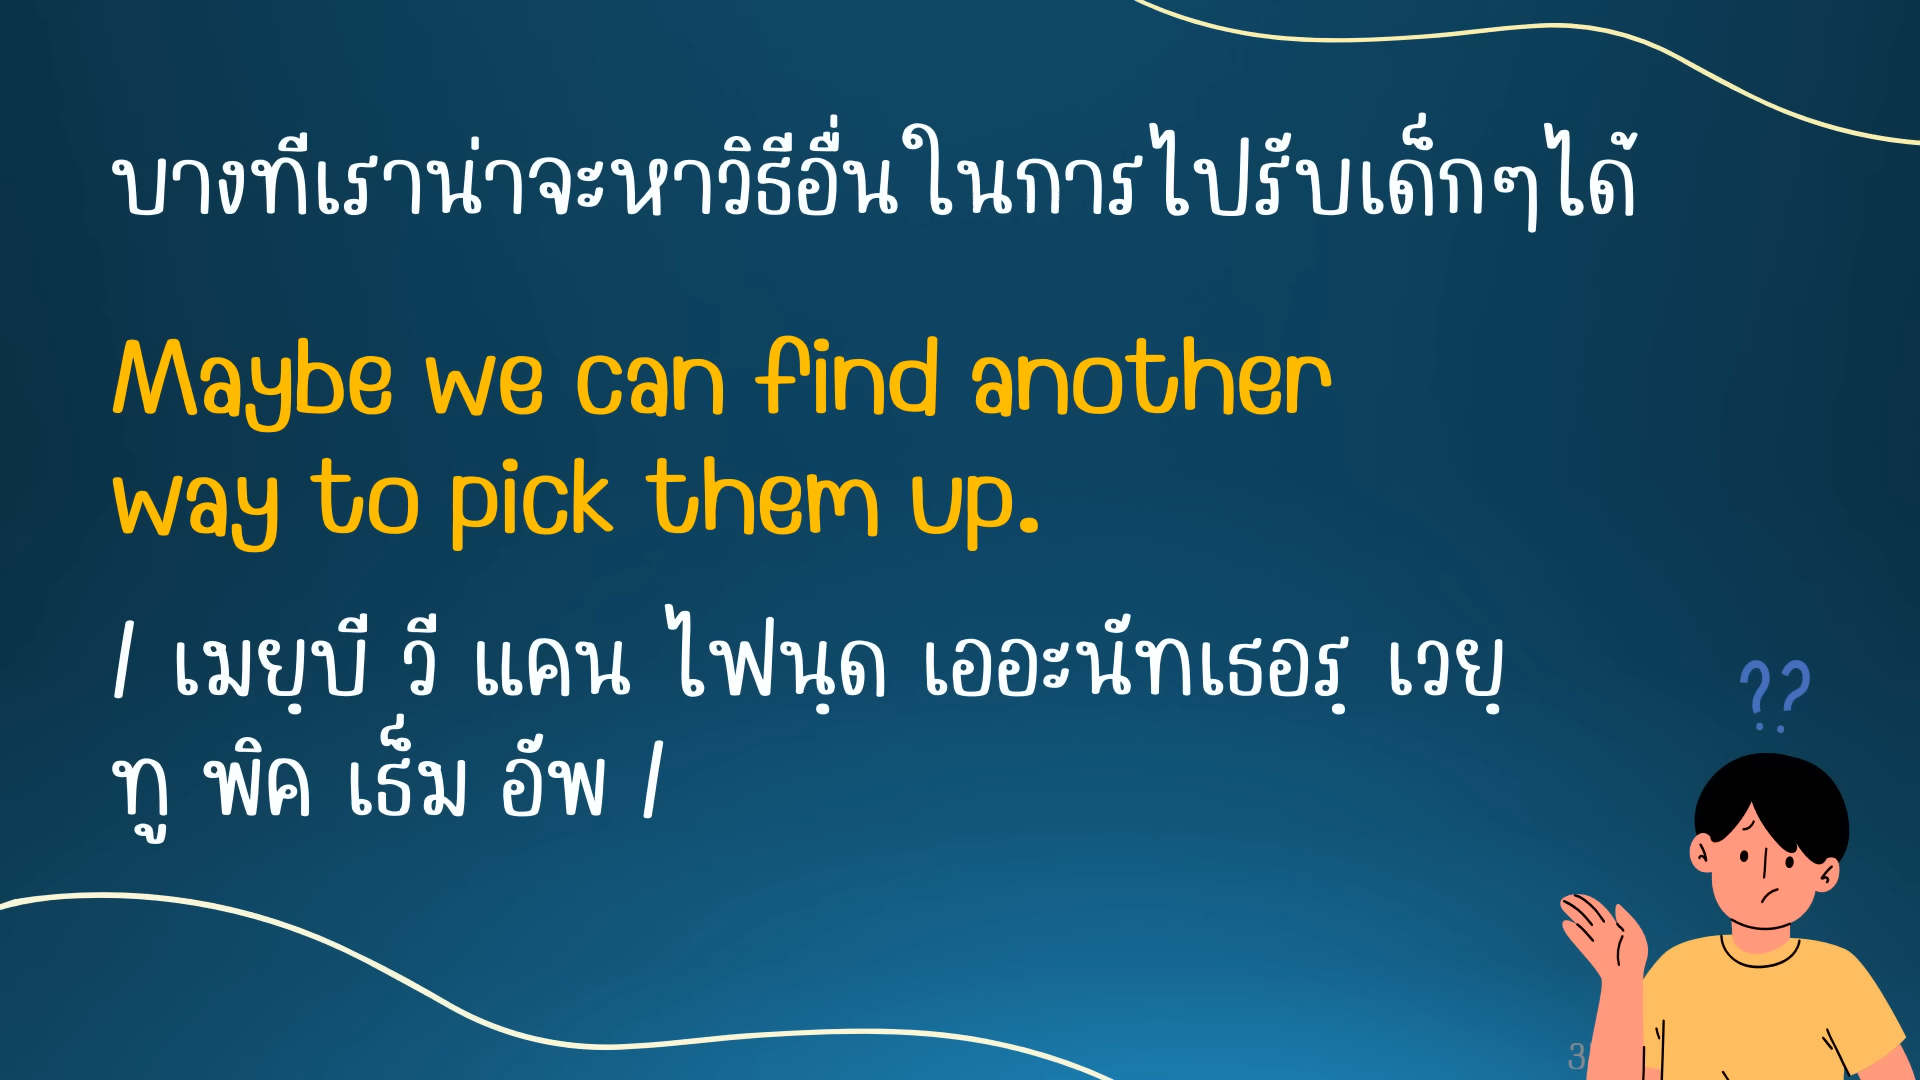 บางทีเราน่าจะหาวิธีอื่นในการไปรับเด็กๆได้
Maybe we can find another
way to pick them up.
/ เมยฺบี วี แคน ไฟนฺด เออะนัทเธอรฺ เวยฺ
ทู พิค เธ็ม อัพ /
??